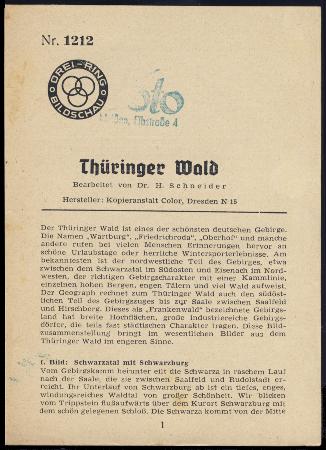 Nr. 1212
DREI-RING
BILDSCHAU
Elbstraße 4
Thüringer Wald
Bearbeitet von Dr. H. Schneider
Hersteller: Kopieranstalt Color, Dresden N 15
Der Thüringer Wald ist eines der schönsten deutschen Gebirge.
Die Namen „Wartburg", „Friedrichroda", „Oberhof" und manche
andere rufen bei vielen Menschen Erinnerungen hervor an
schöne Urlaubstage oder herrliche Wintersporterlebnisse. Am
bekanntesten ist der nordwestliche Teil des Gebirges, etwa
zwischen dem Schwarzatal im Südosten und Eisenach im Nord-
westen, der richtigen Gebirgscharakter mit einer Kammlinie,
einzelnen hohen Bergen, engen Tälern und viel Wald aufweist.
Der Geograph rechnet zum Thüringer Wald auch den südöst-
lichen Teil des Gebirgszuges bis zur Saale zwischen Saalfeld
und Hirschberg. Dieses als „Frankenwald" bezeichnete Gebirgs-
land hat breite Hochflächen, große industriereiche Gebirgs-
dörfer, die teils fast städtischen Charakter tragen. Diese Bild-
zusammenstellung bringt im wesentlichen Bilder aus dem
Thüringer Wald im engeren Sinne.
1. Bild: Schwarzatal mit Schwarzburg
Vom Gebirgskamm herunter eilt die Schwarza in raschem Lauf
nach der Saale, die sie zwischen Saalfeld und Rudolstadt er-
reicht. Ihr Unterlauf von Schwarzburg ab ist ein tiefes, enges,
windungsreiches Waldtal von großer Schönheit. Wir blicken
vom Trippstein flußaufwärts über dem Kurort Schwarzburg mit
dem schön gelegenen Schloß. Die Schwarza kommt von der Mitte
1